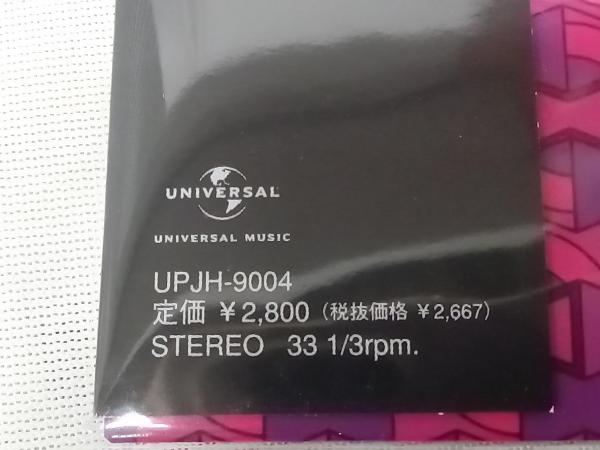 UNIVERSAL
UNIVERSAL MUSIC
UPJH-9004
定価 ¥2,800 (税抜価格 ¥2,667)
STEREO 33 1/3rpm.